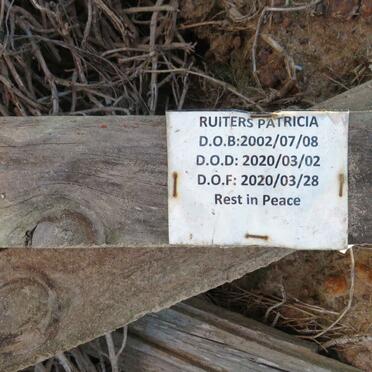 RUITERS PATRICIA
D.O.B:2002/07/08
D.O.D: 2020/03/02
D.O.F: 2020/03/28
Rest in Peace